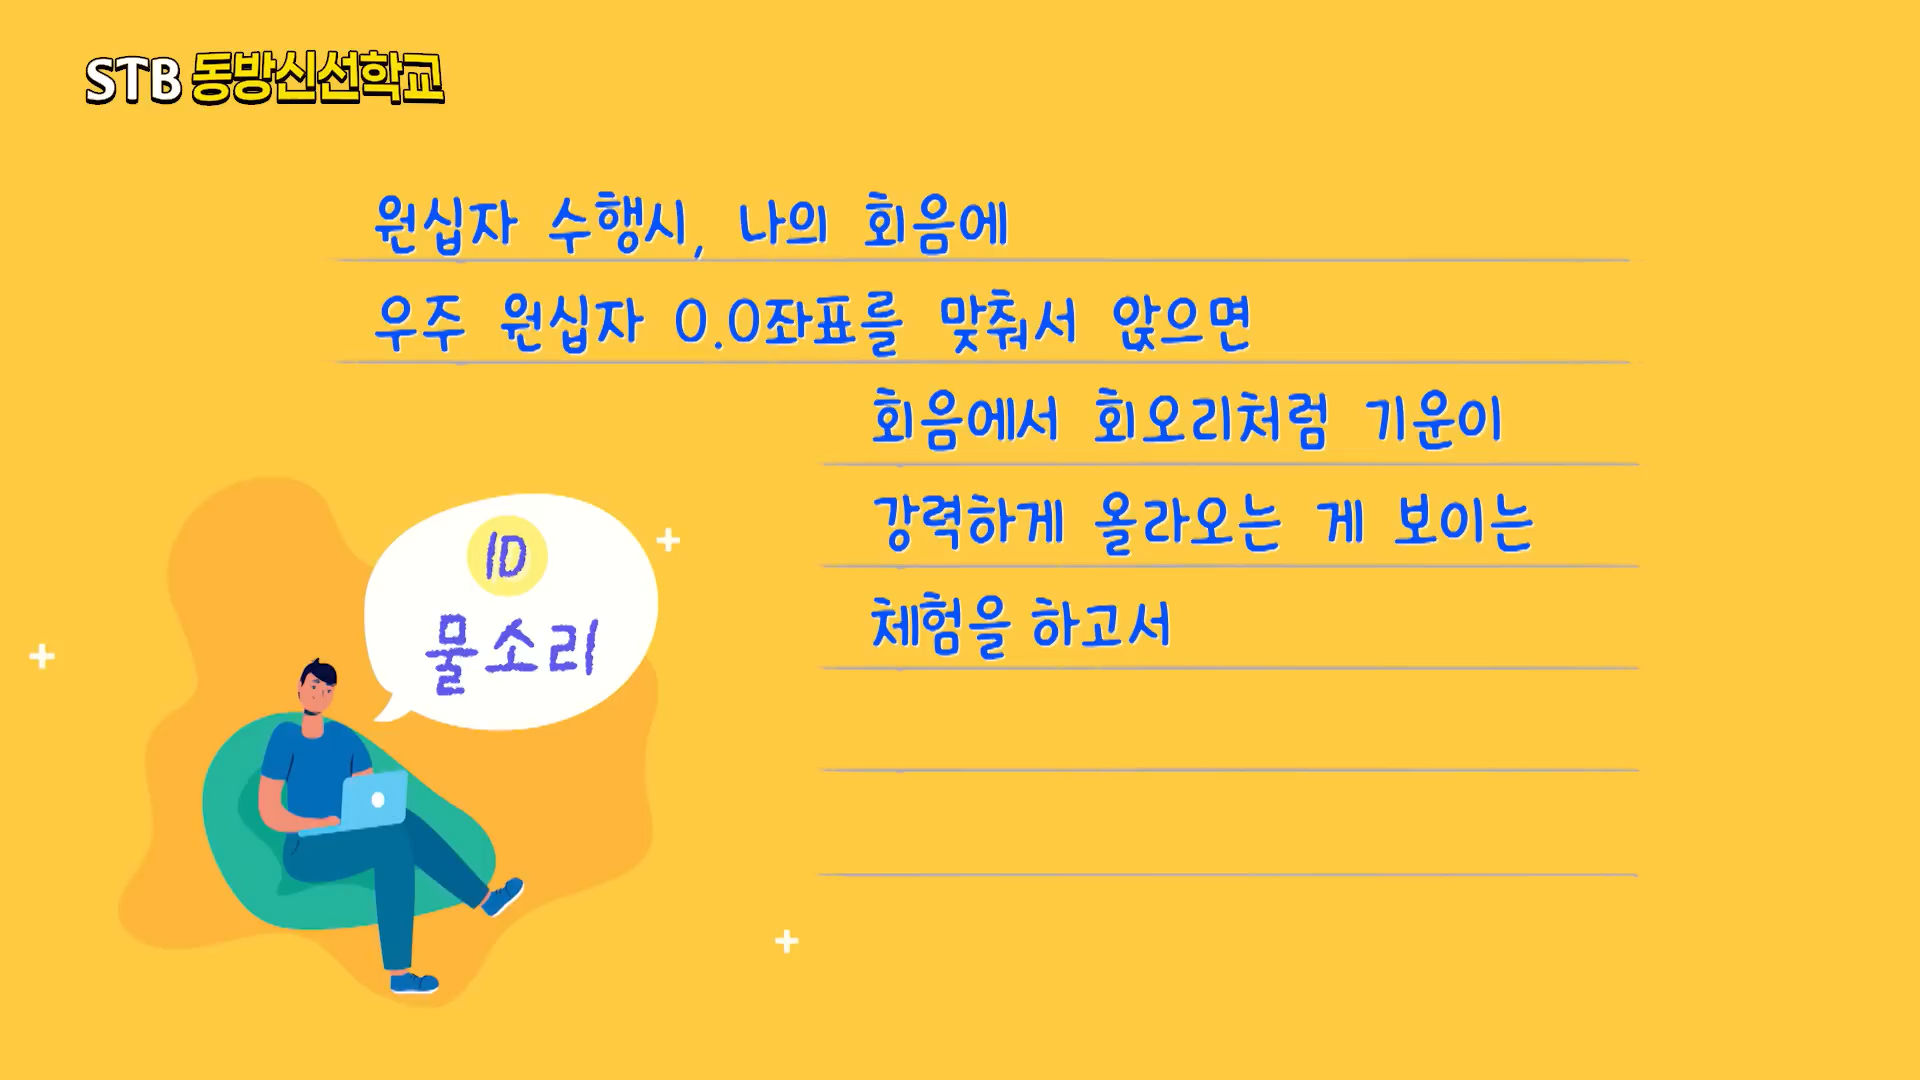 STB 동방신선학교
원십자 수행시, 나의 회음에
우주 원십자 0.0좌표를 맞춰서 앉으면
회음에서 회오리처럼 기운이
강력하게 올라오는 게 보이는
체험을 하고서
ID
물소리